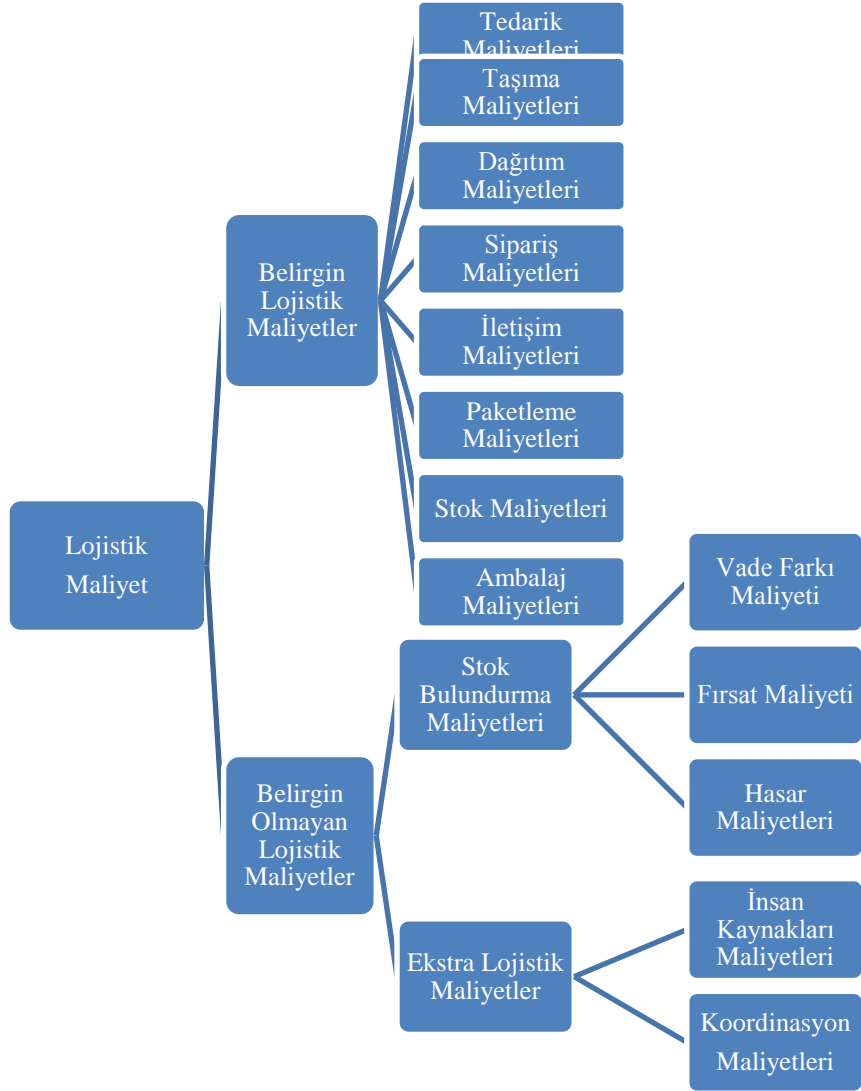 Tedarik
Maliyetleri
Taşıma
Maliyetleri
Dağıtım
Maliyetleri
Sipariş
Maliyetleri
İletişim
Maliyetleri
Paketleme
Maliyetleri
Stok Maliyetleri
Ambalaj
Maliyetleri
Belirgin
Lojistik
Maliyetler
Lojistik
Maliyet
Belirgin
Olmayan
Lojistik
Maliyetler
Stok
Bulundurma
Maliyetleri
Ekstra Lojistik
Maliyetler
Vade Farkı
Maliyeti
Fırsat Maliyeti
Hasar
Maliyetleri
İnsan
Kaynakları
Maliyetleri
Koordinasyon
Maliyetleri